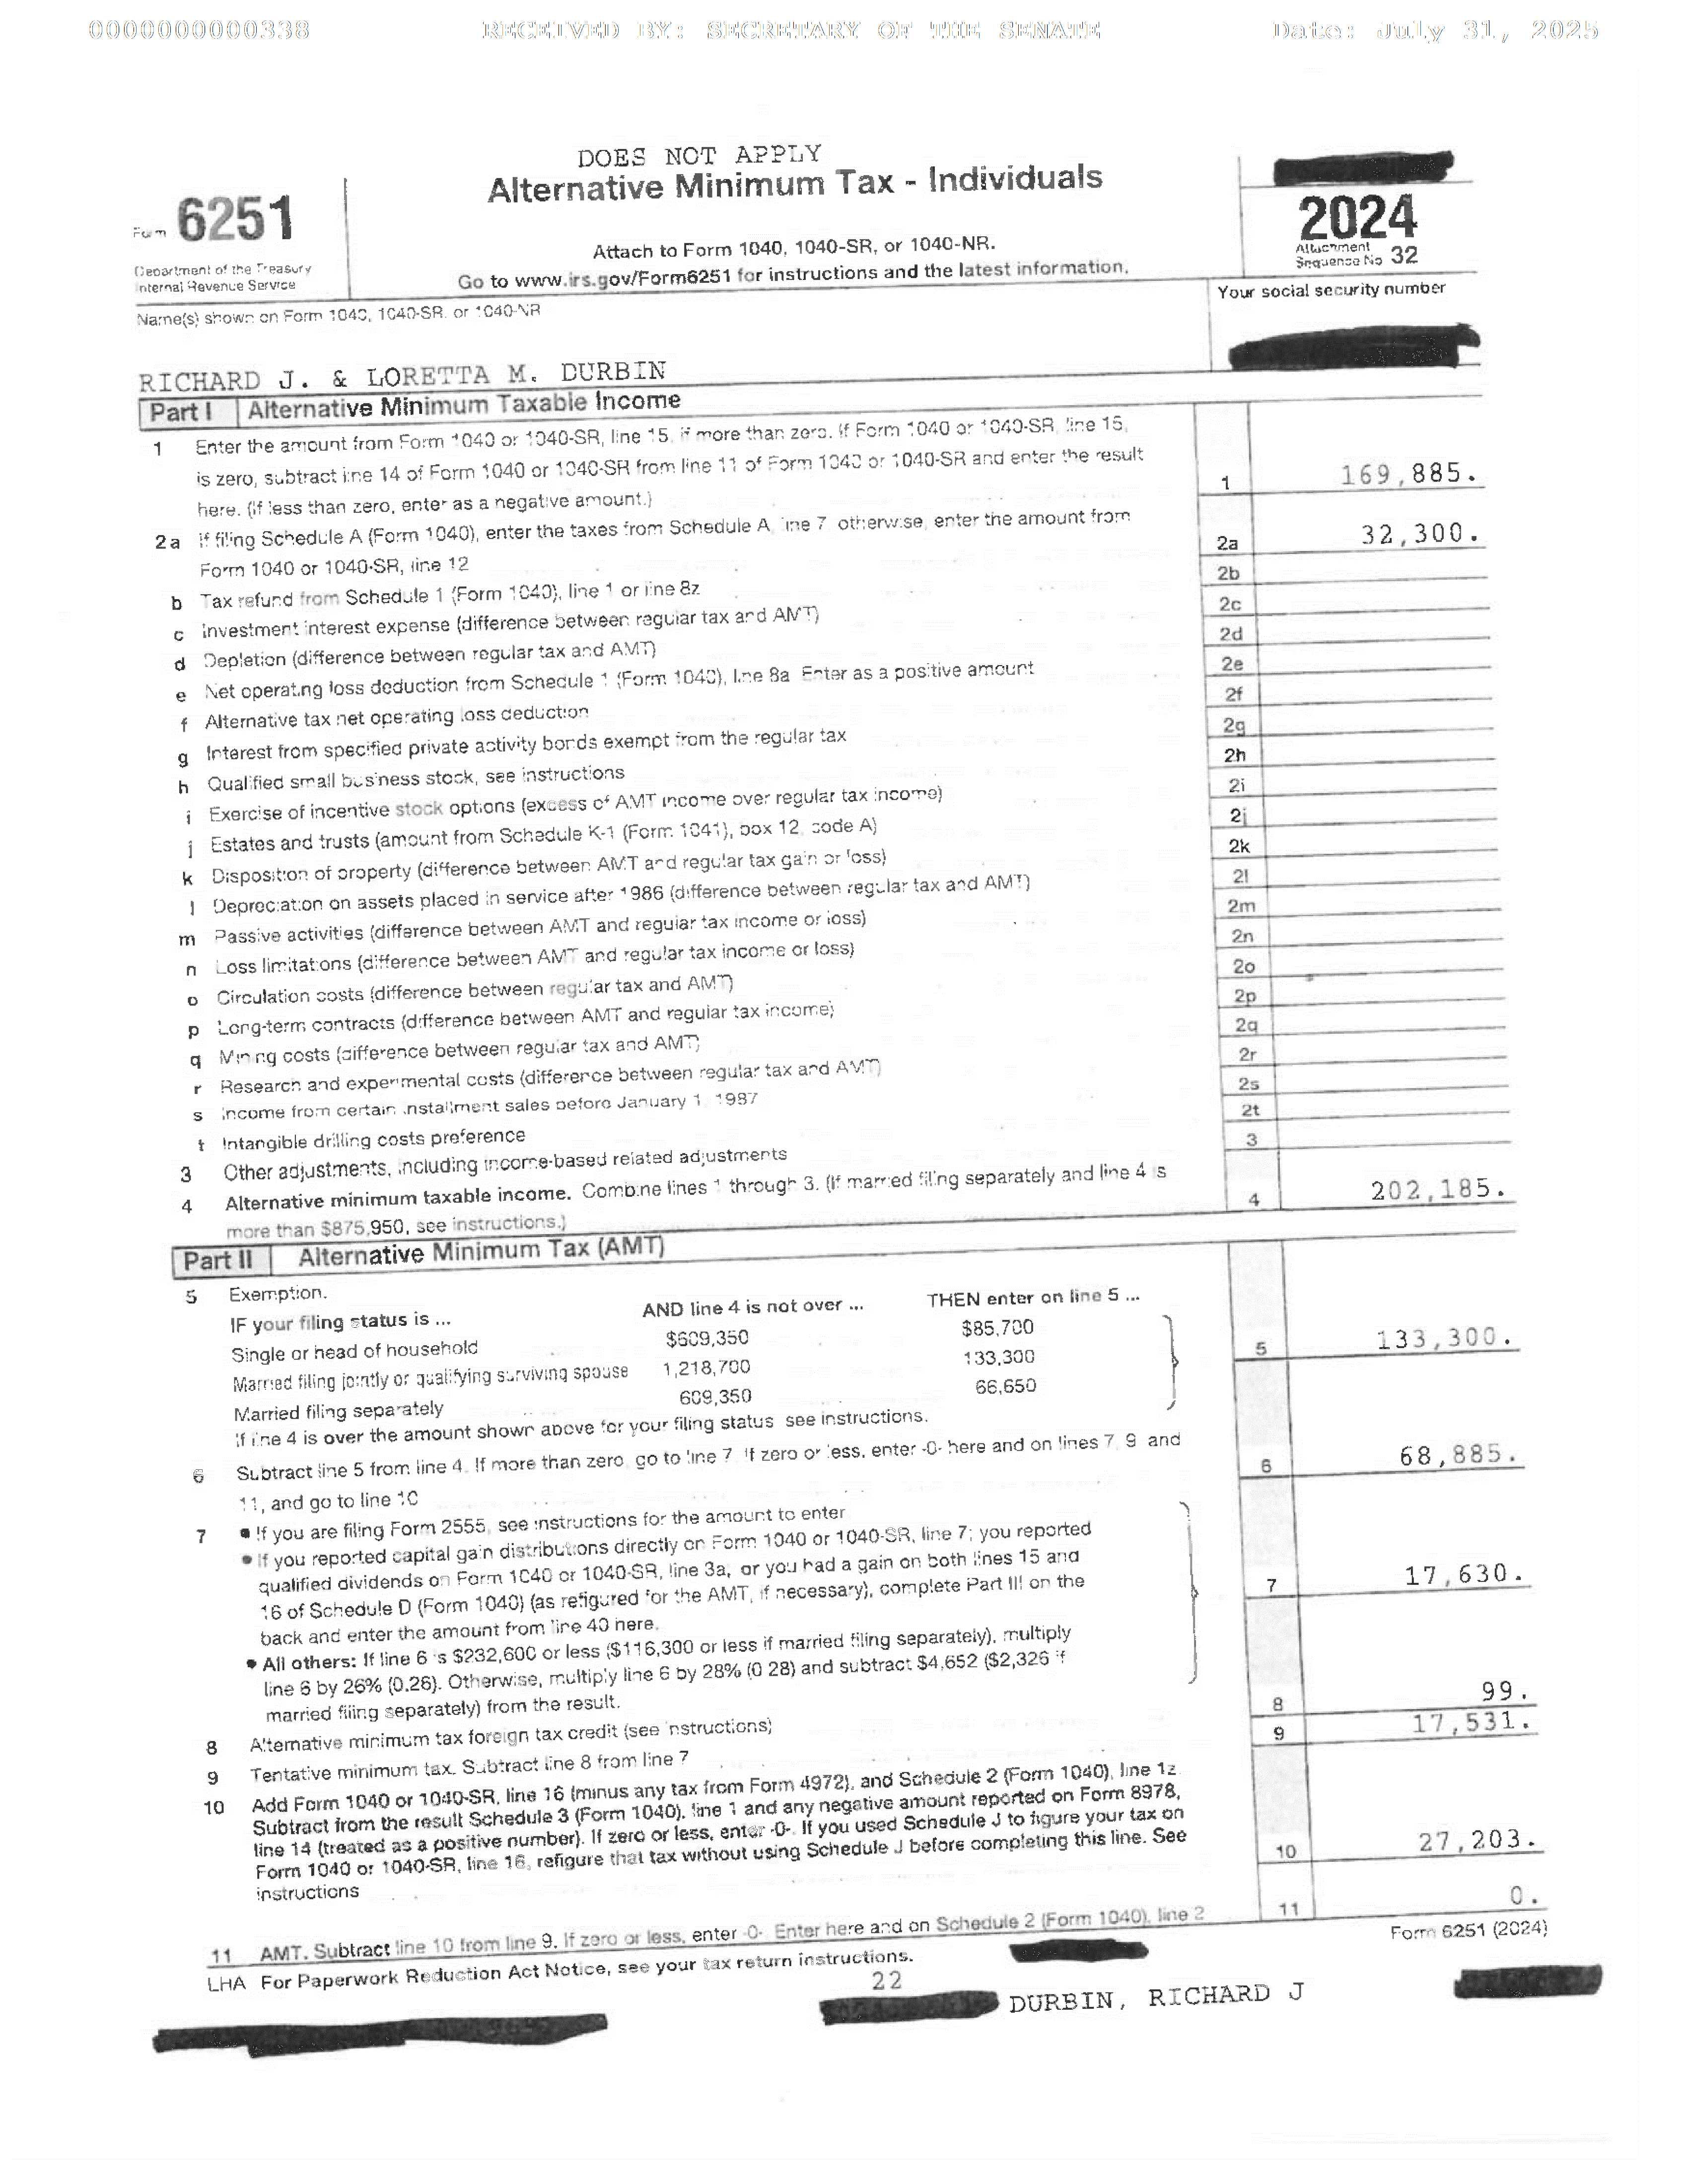 0000000000338 RECEIVED BY: SECRETARY OF THE SENATE Date: July 31, 2025
DOES NOT APPLY
Form 6251
Alternative Minimum Tax - Individuals
2024
Attach to Form 1040, 1040-SR, or 1040-NR.
Attachment
Sequence No 32
Department of the Treasury
Internal Revenue Service
Go to www.irs.gov/Form6251 for instructions and the latest information.
Name(s) shown on Form 1040, 1040-SR, or 1040-NR
Your social security number
RICHARD J. & LORETTA M. DURBIN
Part I Alternative Minimum Taxable Income
1 Enter the amount from Form 1040 or 1040-SR, line 15, if more than zero. If Form 1040 or 1040-SR, line 15,
is zero, subtract line 14 of Form 1040 or 1040-SR from line 11 of Form 1040 or 1040-SR and enter the result
here. (If less than zero, enter as a negative amount.) 1 169,885.
2a If filing Schedule A (Form 1040), enter the taxes from Schedule A, line 7 otherwise, enter the amount from
Form 1040 or 1040-SR, line 12 2a 32,300.
b Tax refund from Schedule 1 (Form 1040), line 1 or line 8z 2b
c Investment interest expense (difference between regular tax and AMT) 2c
d Depletion (difference between regular tax and AMT) 2d
e Net operating loss deduction from Schedule 1 (Form 1040), line 8a Enter as a positive amount 2e
f Alternative tax net operating loss deduction 2f
g Interest from specified private activity bonds exempt from the regular tax 2g
h Qualified small business stock, see instructions 2h
i Exercise of incentive stock options (excess of AMT income over regular tax income) 2i
j Estates and trusts (amount from Schedule K-1 (Form 1041), box 12, code A) 2j
k Disposition of property (difference between AMT and regular tax gain or loss) 2k
l Depreciation on assets placed in service after 1986 (difference between regular tax and AMT) 2l
m Passive activities (difference between AMT and regular tax income or loss) 2m
n Loss limitations (difference between AMT and regular tax income or loss) 2n
o Circulation costs (difference between regular tax and AMT) 2o
p Long-term contracts (difference between AMT and regular tax income) 2p
q Mining costs (difference between regular tax and AMT) 2q
r Research and experimental costs (difference between regular tax and AMT) 2r
s Income from certain installment sales before January 1, 1987 2s
t Intangible drilling costs preference 2t
3 Other adjustments, including income-based related adjustments 3
4 Alternative minimum taxable income. Combine lines 1 through 3. (If married filing separately and line 4 is
more than $875,950, see instructions.) 4 202,185.
Part II Alternative Minimum Tax (AMT)
5 Exemption.
IF your filing status is ... AND line 4 is not over ... THEN enter on line 5 ...
Single or head of household $609,350 $85,700
Married filing jointly or qualifying surviving spouse 1,218,700 133,300 5 133,300.
Married filing separately 609,350 66,650
If line 4 is over the amount shown above for your filing status see instructions.
6 Subtract line 5 from line 4. If more than zero, go to line 7. If zero or less, enter -0- here and on lines 7, 9 and
11, and go to line 10 6 68,885.
7 • If you are filing Form 2555, see instructions for the amount to enter
• If you reported capital gain distributions directly on Form 1040 or 1040-SR, line 7; you reported
qualified dividends on Form 1040 or 1040-SR, line 3a; or you had a gain on both lines 15 and
16 of Schedule D (Form 1040) (as refigured for the AMT, if necessary), complete Part III on the
back and enter the amount from line 40 here. 7 17,630.
• All others: If line 6 is $232,600 or less ($116,300 or less if married filing separately), multiply
line 6 by 26% (0.26). Otherwise, multiply line 6 by 28% (0.28) and subtract $4,652 ($2,326 if
married filing separately) from the result.
8 Alternative minimum tax foreign tax credit (see instructions) 8 99.
9 Tentative minimum tax. Subtract line 8 from line 7 9 17,531.
10 Add Form 1040 or 1040-SR, line 16 (minus any tax from Form 4972), and Schedule 2 (Form 1040), line 1z
Subtract from the result Schedule 3 (Form 1040), line 1 and any negative amount reported on Form 8978,
line 14 (treated as a positive number). If zero or less, enter -0-. If you used Schedule J to figure your tax on
Form 1040 or 1040-SR, line 16, refigure that tax without using Schedule J before completing this line. See
instructions 10 27,203.
11 AMT. Subtract line 10 from line 9. If zero or less, enter -0- Enter here and on Schedule 2 (Form 1040), line 2 11 0.
LHA For Paperwork Reduction Act Notice, see your tax return instructions. Form 6251 (2024)
22
DURBIN, RICHARD J